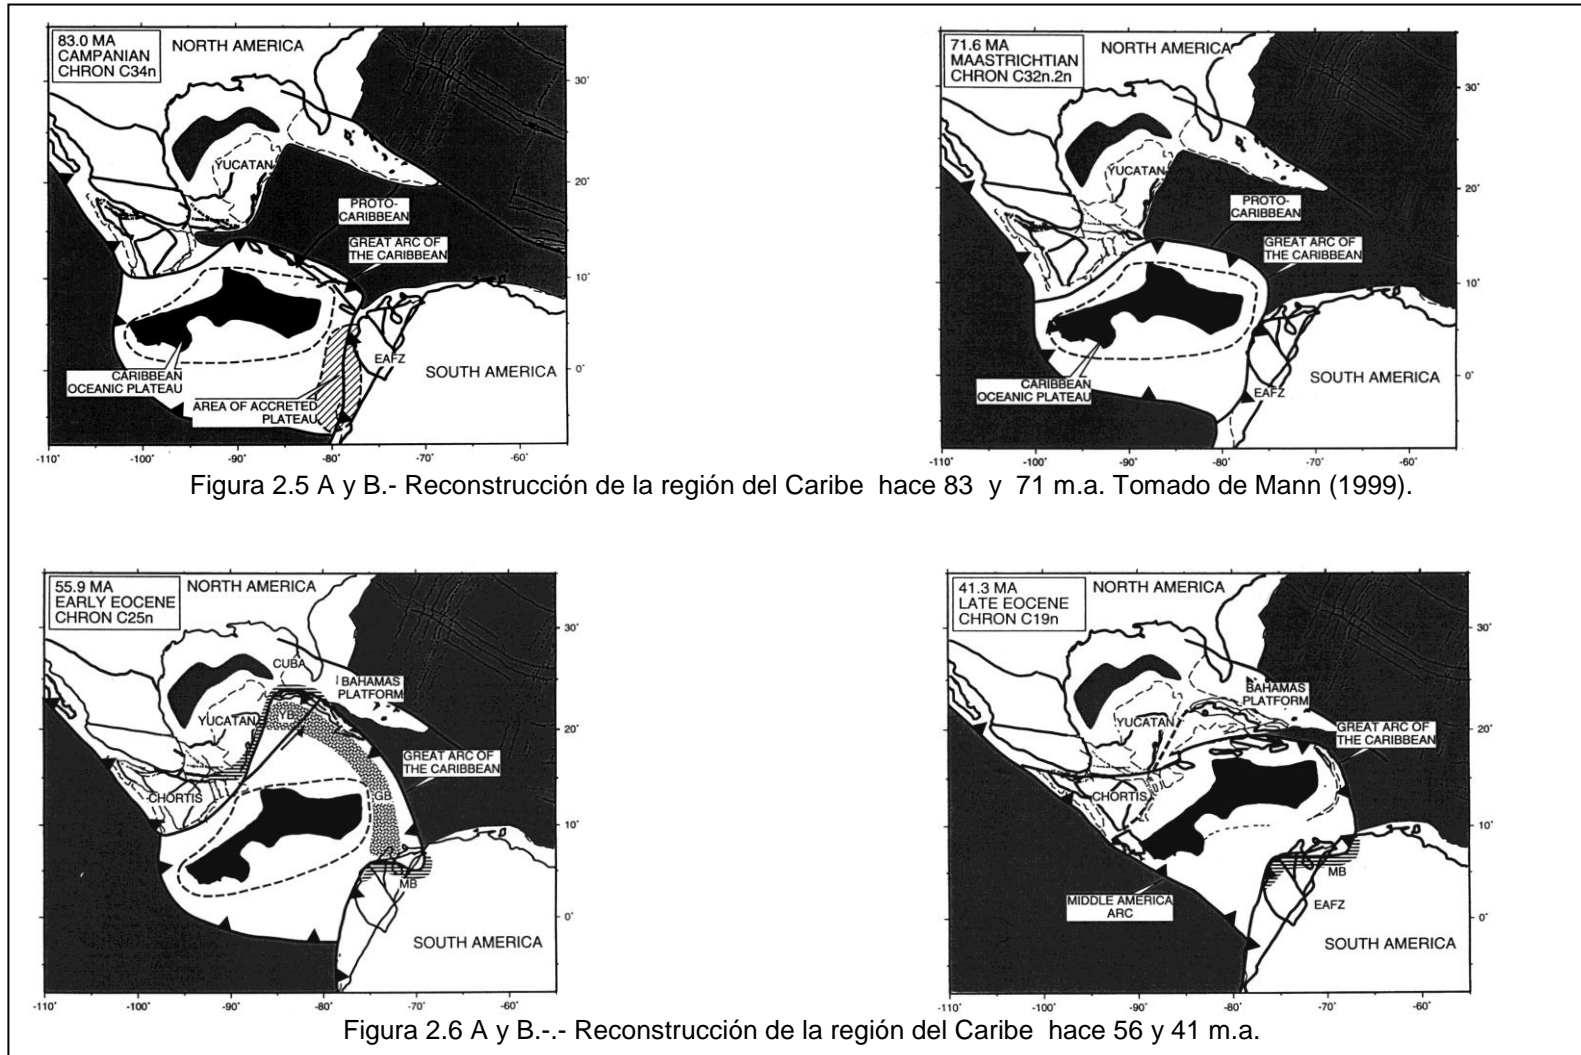 83.0 MA
CAMPANIAN
CHRON C34n
NORTH AMERICA
30°
YUCATAN
20°
PROTO-
CARIBBEAN
GREAT ARC OF
THE CARIBBEAN
10°
EAFZ
CARIBBEAN
OCEANIC PLATEAU
0°
SOUTH AMERICA
AREA OF ACCRETED
PLATEAU
-110°
-100°
-90°
-80°
-70°
-60°
71.6 MA
MAASTRICHTIAN
CHRON C32n.2n
NORTH AMERICA
30°
YUCATAN
20°
PROTO-
CARIBBEAN
GREAT ARC OF
THE CARIBBEAN
10°
CARIBBEAN
OCEANIC PLATEAU
0°
SOUTH AMERICA
EAFZ
-110°
-100°
-90°
-80°
-70°
-60°
Figura 2.5 A y B.- Reconstrucción de la región del Caribe hace 83 y 71 m.a. Tomado de Mann (1999).
55.9 MA
EARLY EOCENE
CHRON C25n
NORTH AMERICA
30°
CUBA
BAHAMAS
PLATFORM
YUCATAN
YB
20°
GREAT ARC OF
THE CARIBBEAN
CHORTIS
GB
10°
MB
0°
SOUTH AMERICA
-110°
-100°
-90°
-80°
-70°
-60°
41.3 MA
LATE EOCENE
CHRON C19n
NORTH AMERICA
30°
BAHAMAS
PLATFORM
YUCATAN
20°
GREAT ARC OF
THE CARIBBEAN
CHORTIS
10°
MB
MIDDLE AMERICA
ARC
EAFZ
0°
SOUTH AMERICA
-110°
-100°
-90°
-80°
-70°
-60°
Figura 2.6 A y B.-.- Reconstrucción de la región del Caribe hace 56 y 41 m.a.